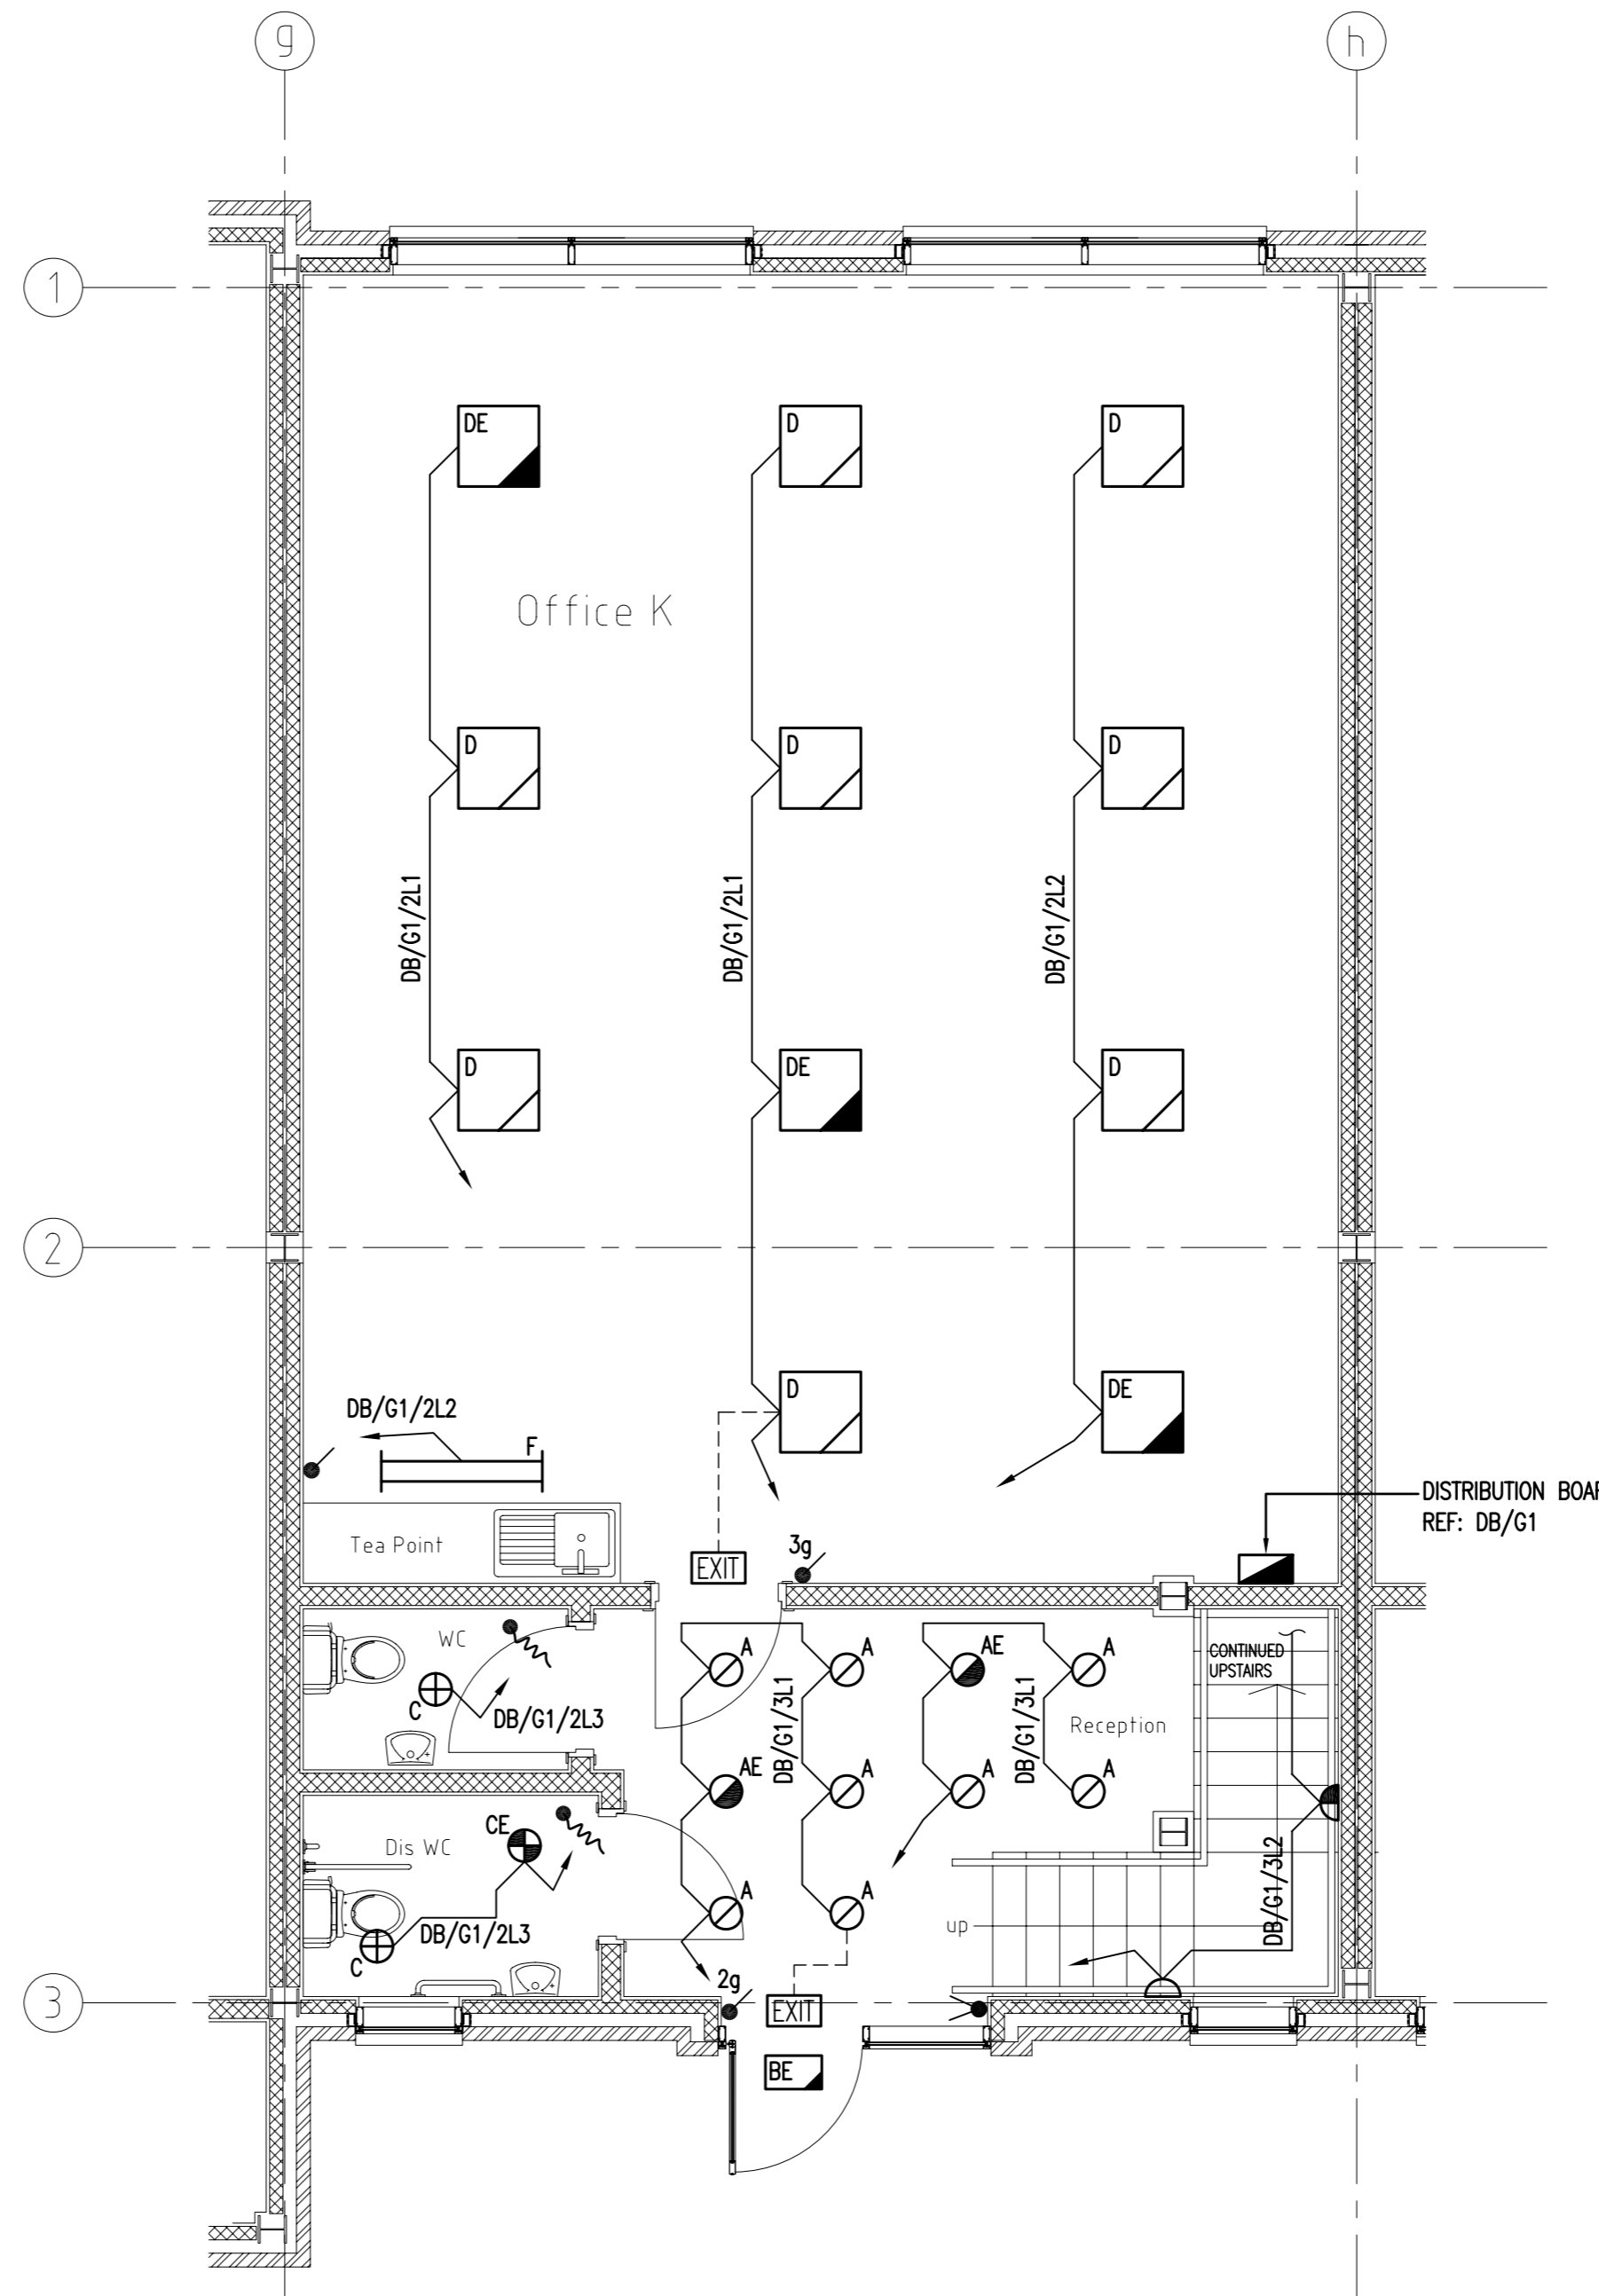 g
h
1
DE
D
D
Office K
D
D
D
DB/G1/2L1
DB/G1/2L1
DB/G1/2L2
D
DE
D
2
D
DE
DB/G1/2L2
F
DISTRIBUTION BOAR
REF: DB/G1
Tea Point
EXIT
3g
WC
A
A
AE
A
CONTINUED
UPSTAIRS
C
DB/G1/2L3
DB/G1/3L1
DB/G1/3L1
Reception
AE
A
A
A
CE
Dis WC
A
A
DB/G1/2L3
C
up
DB/G1/3L2
2g
3
EXIT
BE